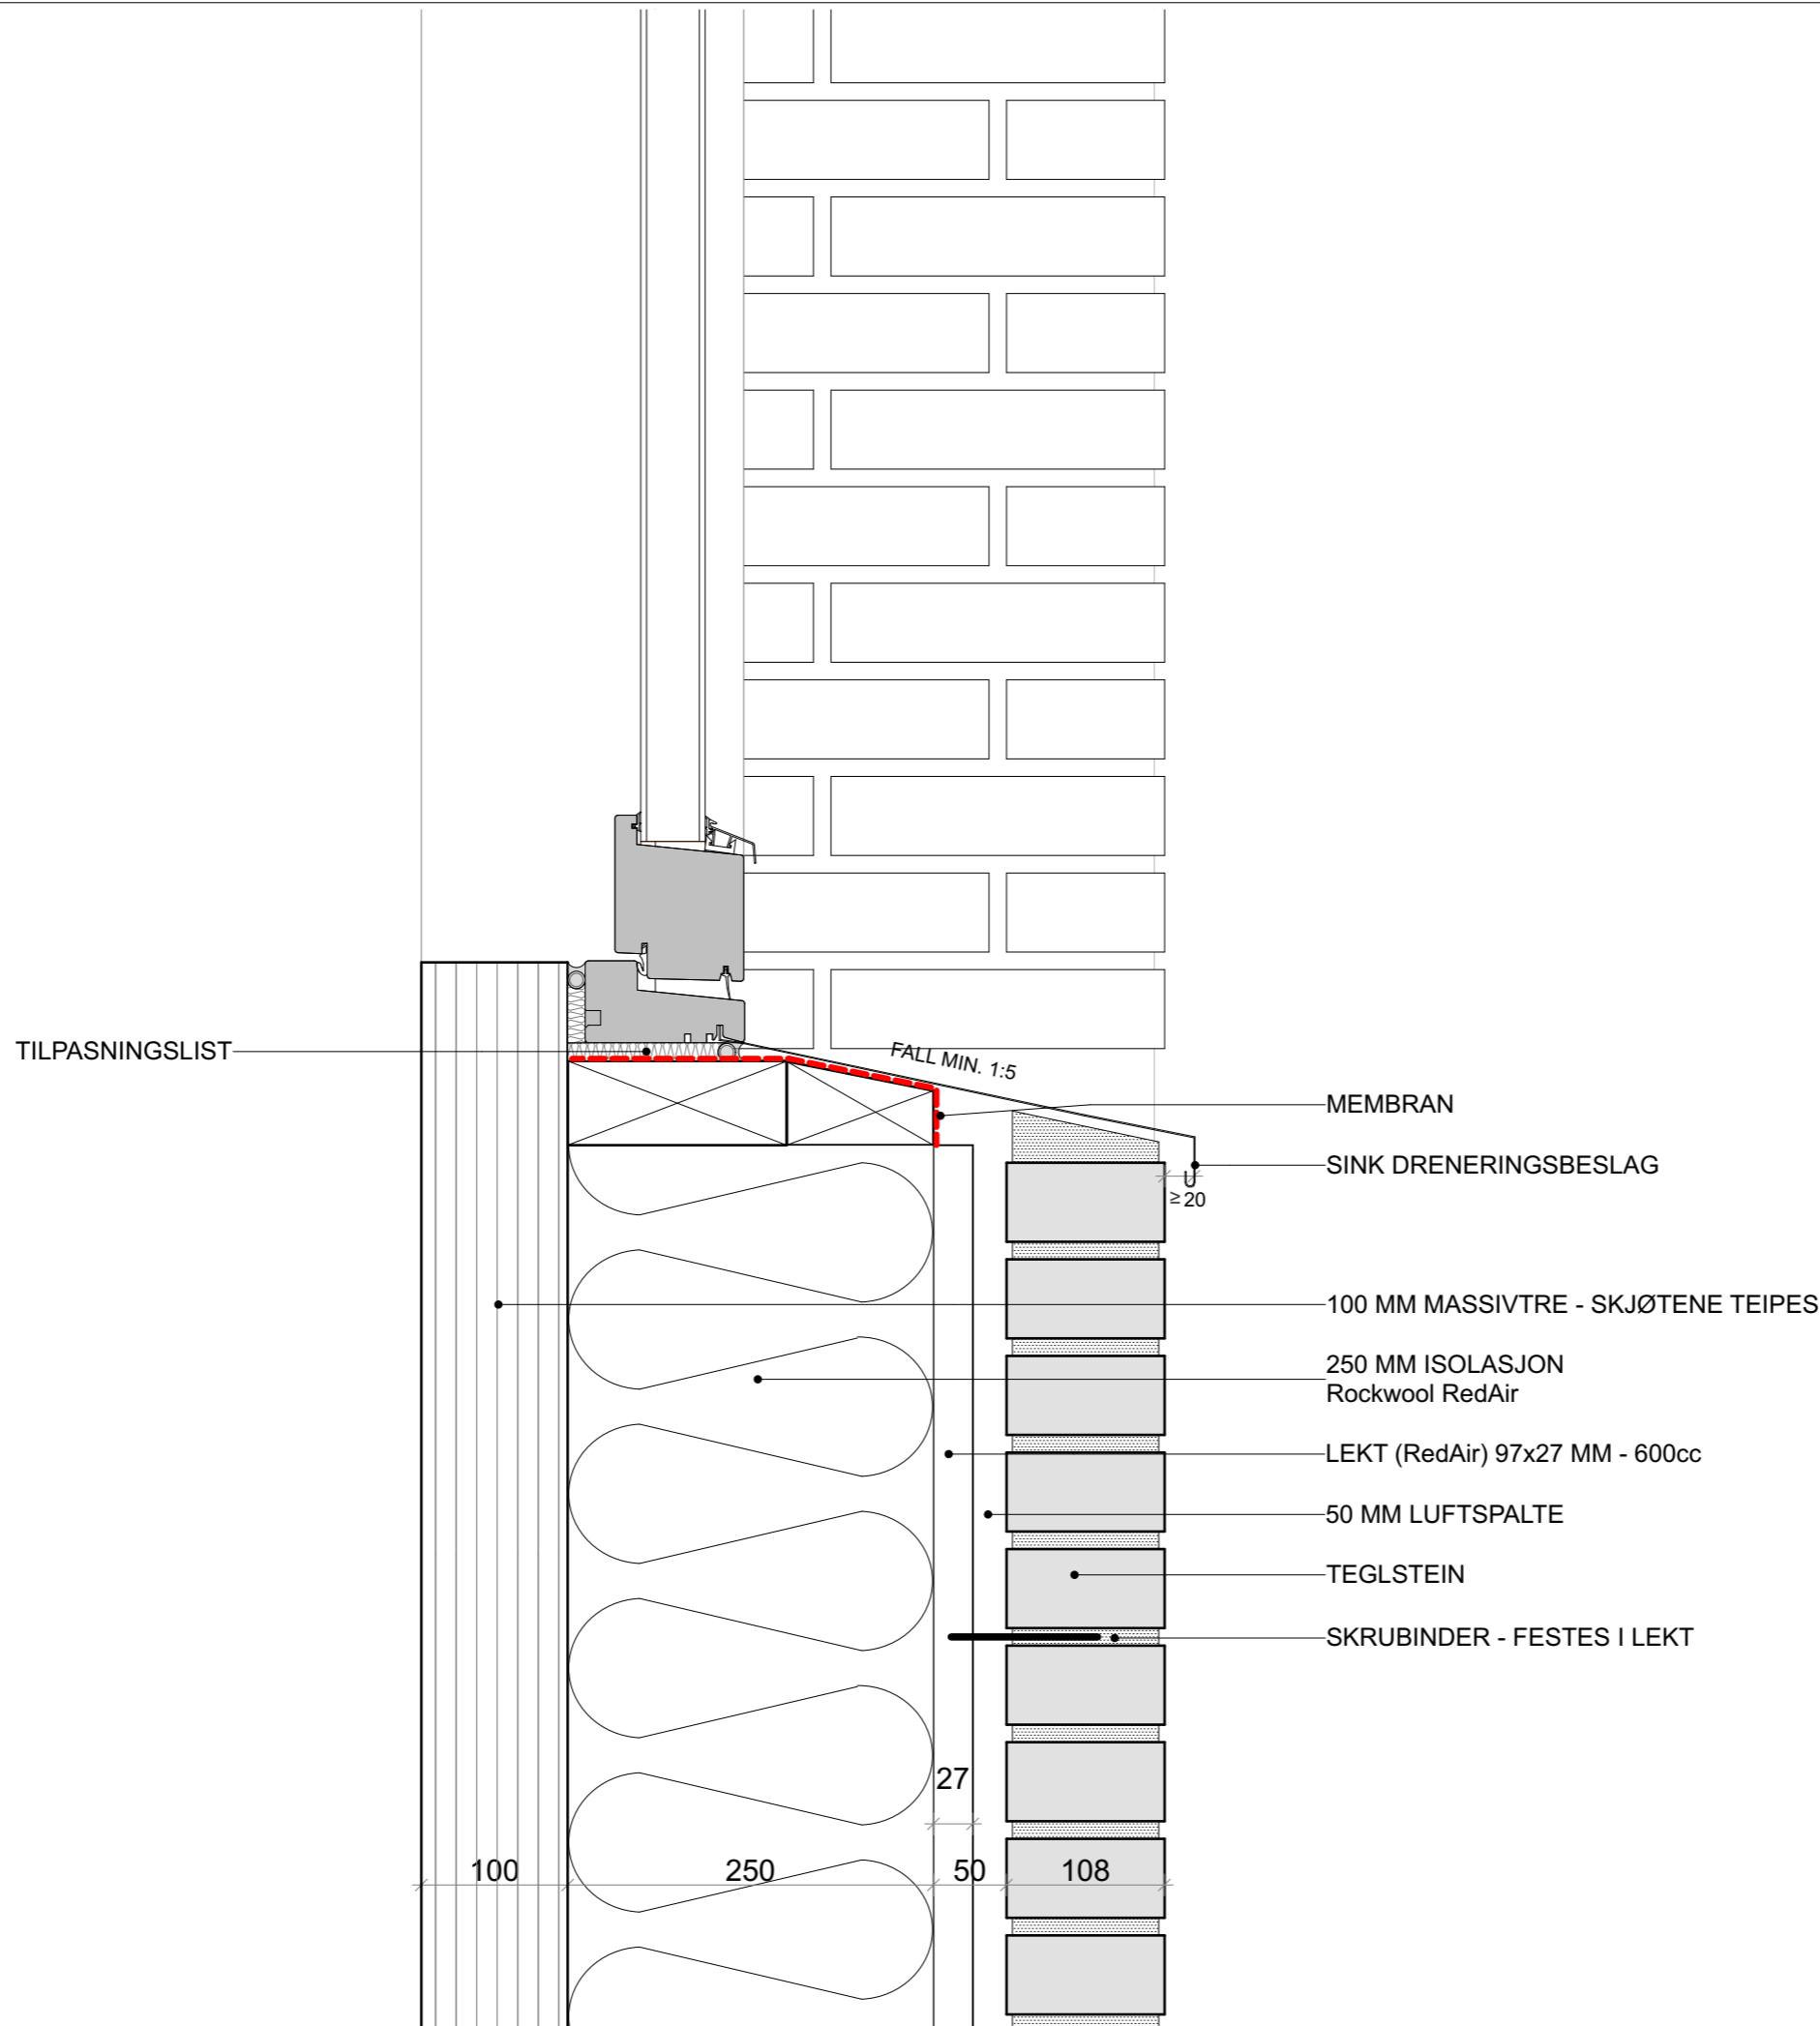 TILPASNINGSLIST
FALL MIN. 1:5
MEMBRAN
SINK DRENERINGSBESLAG
≥20
100 MM MASSIVTRE - SKJØTENE TEIPES
250 MM ISOLASJON
Rockwool RedAir
LEKT (RedAir) 97x27 MM - 600cc
50 MM LUFTSPALTE
TEGLSTEIN
SKRUBINDER - FESTES I LEKT
27
100 250 50 108